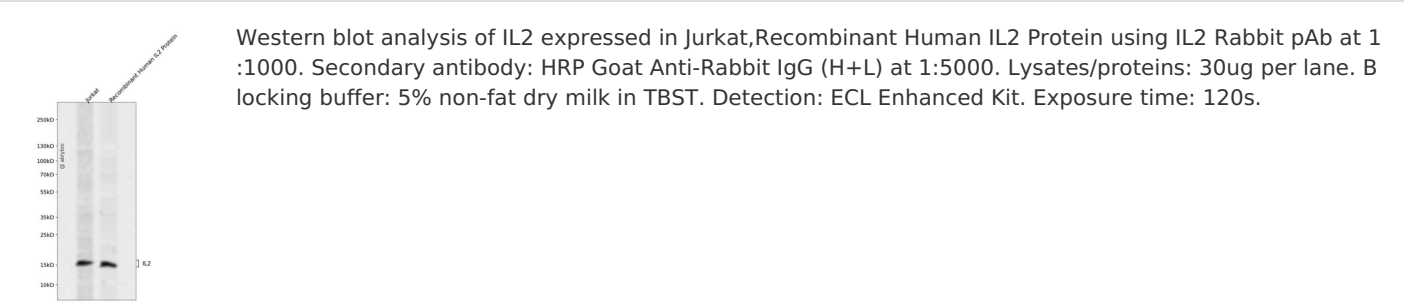 Western blot analysis of IL2 expressed in Jurkat,Recombinant Human IL2 Protein using IL2 Rabbit pAb at 1
:1000. Secondary antibody: HRP Goat Anti-Rabbit IgG (H+L) at 1:5000. Lysates/proteins: 30ug per lane. B
locking buffer: 5% non-fat dry milk in TBST. Detection: ECL Enhanced Kit. Exposure time: 120s.
Jurkat
Recombinant Human IL2 Protein
250kD
130kD
100kD
70kD
55kD
35kD
25kD
15kD
10kD
@ abybio
IL2